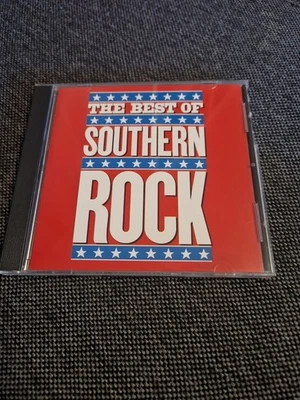 THE BEST OF
SOUTHERN
ROCK